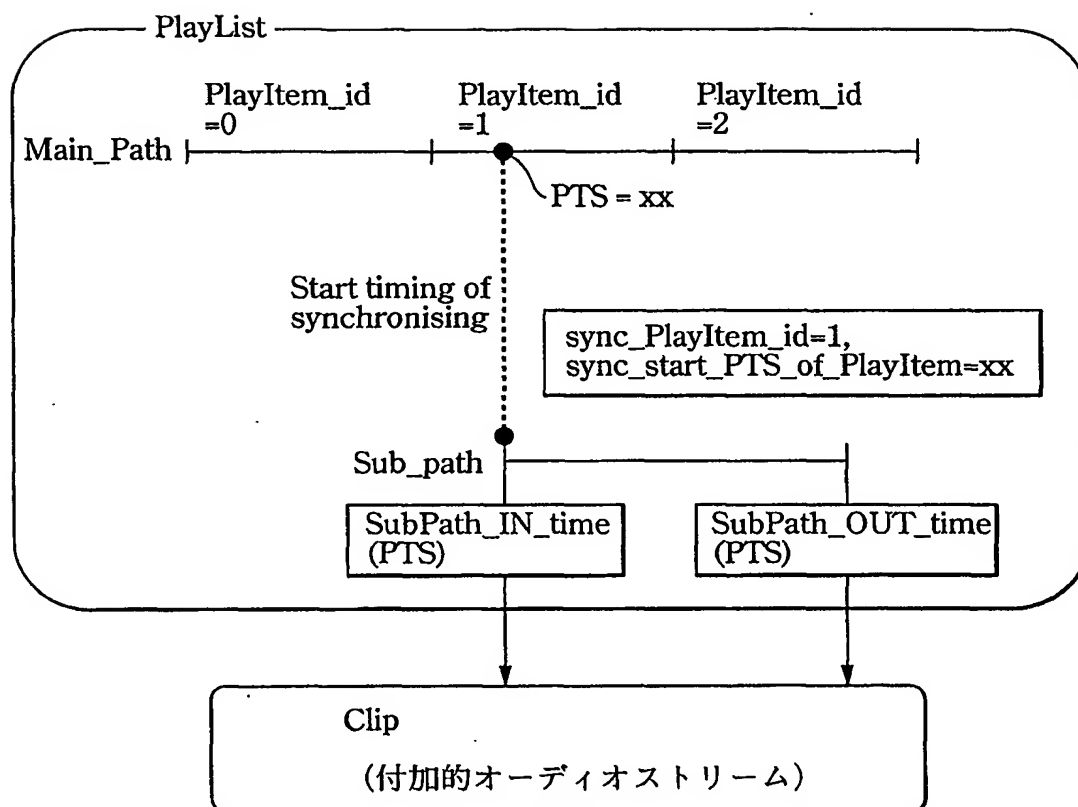 PlayList
PlayItem_id
=0
PlayItem_id
=1
PlayItem_id
=2
Main_Path
PTS = xx
Start timing of
synchronising
sync_PlayItem_id=1,
sync_start_PTS_of_PlayItem=xx
Sub_path
SubPath_IN_time
(PTS)
SubPath_OUT_time
(PTS)
Clip
(付加的オーディオストリーム)